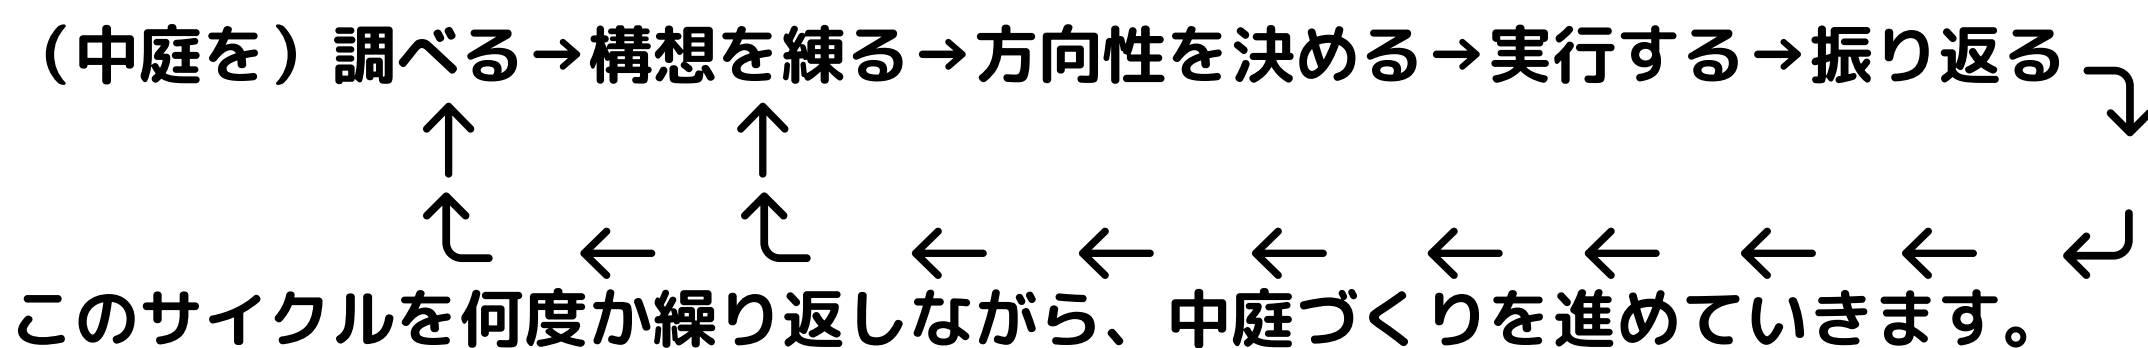 （中庭を）調べる→構想を練る→方向性を決める→実行する→振り返る
このサイクルを何度か繰り返しながら、中庭づくりを進めていきます。